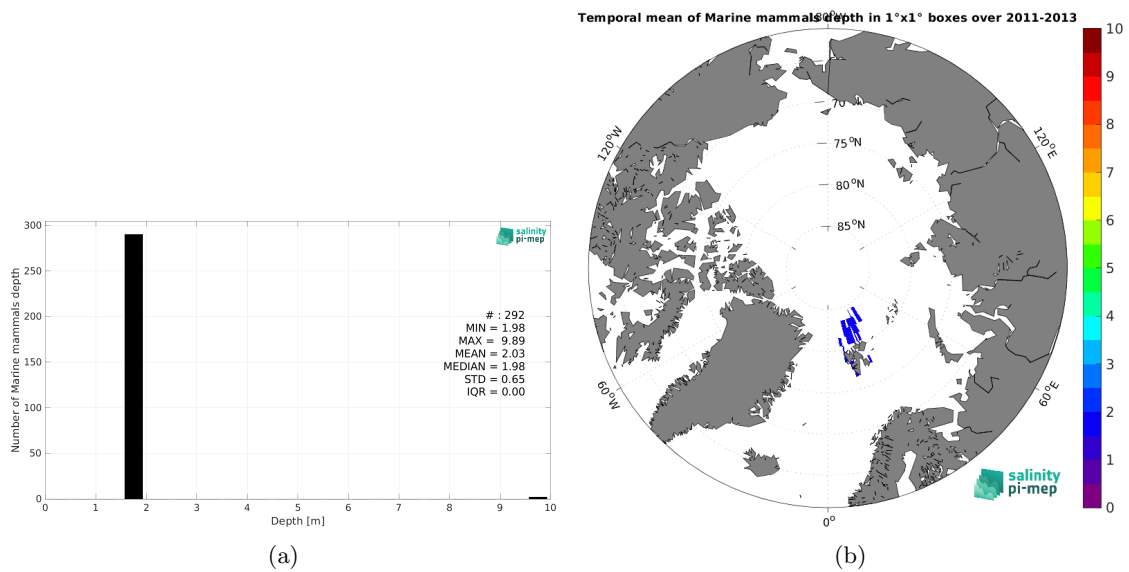 Number of Marine mammals depth
300
250
200
150
100
50
0
0 1 2 3 4 5 6 7 8 9 10
Depth [m]
salinity
pi-mep
# : 292
MIN = 1.98
MAX = 9.89
MEAN = 2.03
MEDIAN = 1.98
STD = 0.65
IQR = 0.00
(a)
Temporal mean of Marine mammals depth in 1°x1° boxes over 2011-2013
180°W
120°W
120°E
70
75°N
80°N
85°N
60°W
60°E
0°
10
9
8
7
6
5
4
3
2
1
0
salinity
pi-mep
(b)